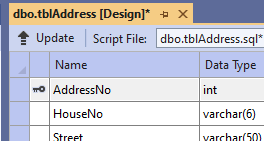 dbo.tblAddress [Design]*
Update Script File: dbo.tblAddress.sql*
Name Data Type
AddressNo int
HouseNo varchar(6)
Street varchar(50)